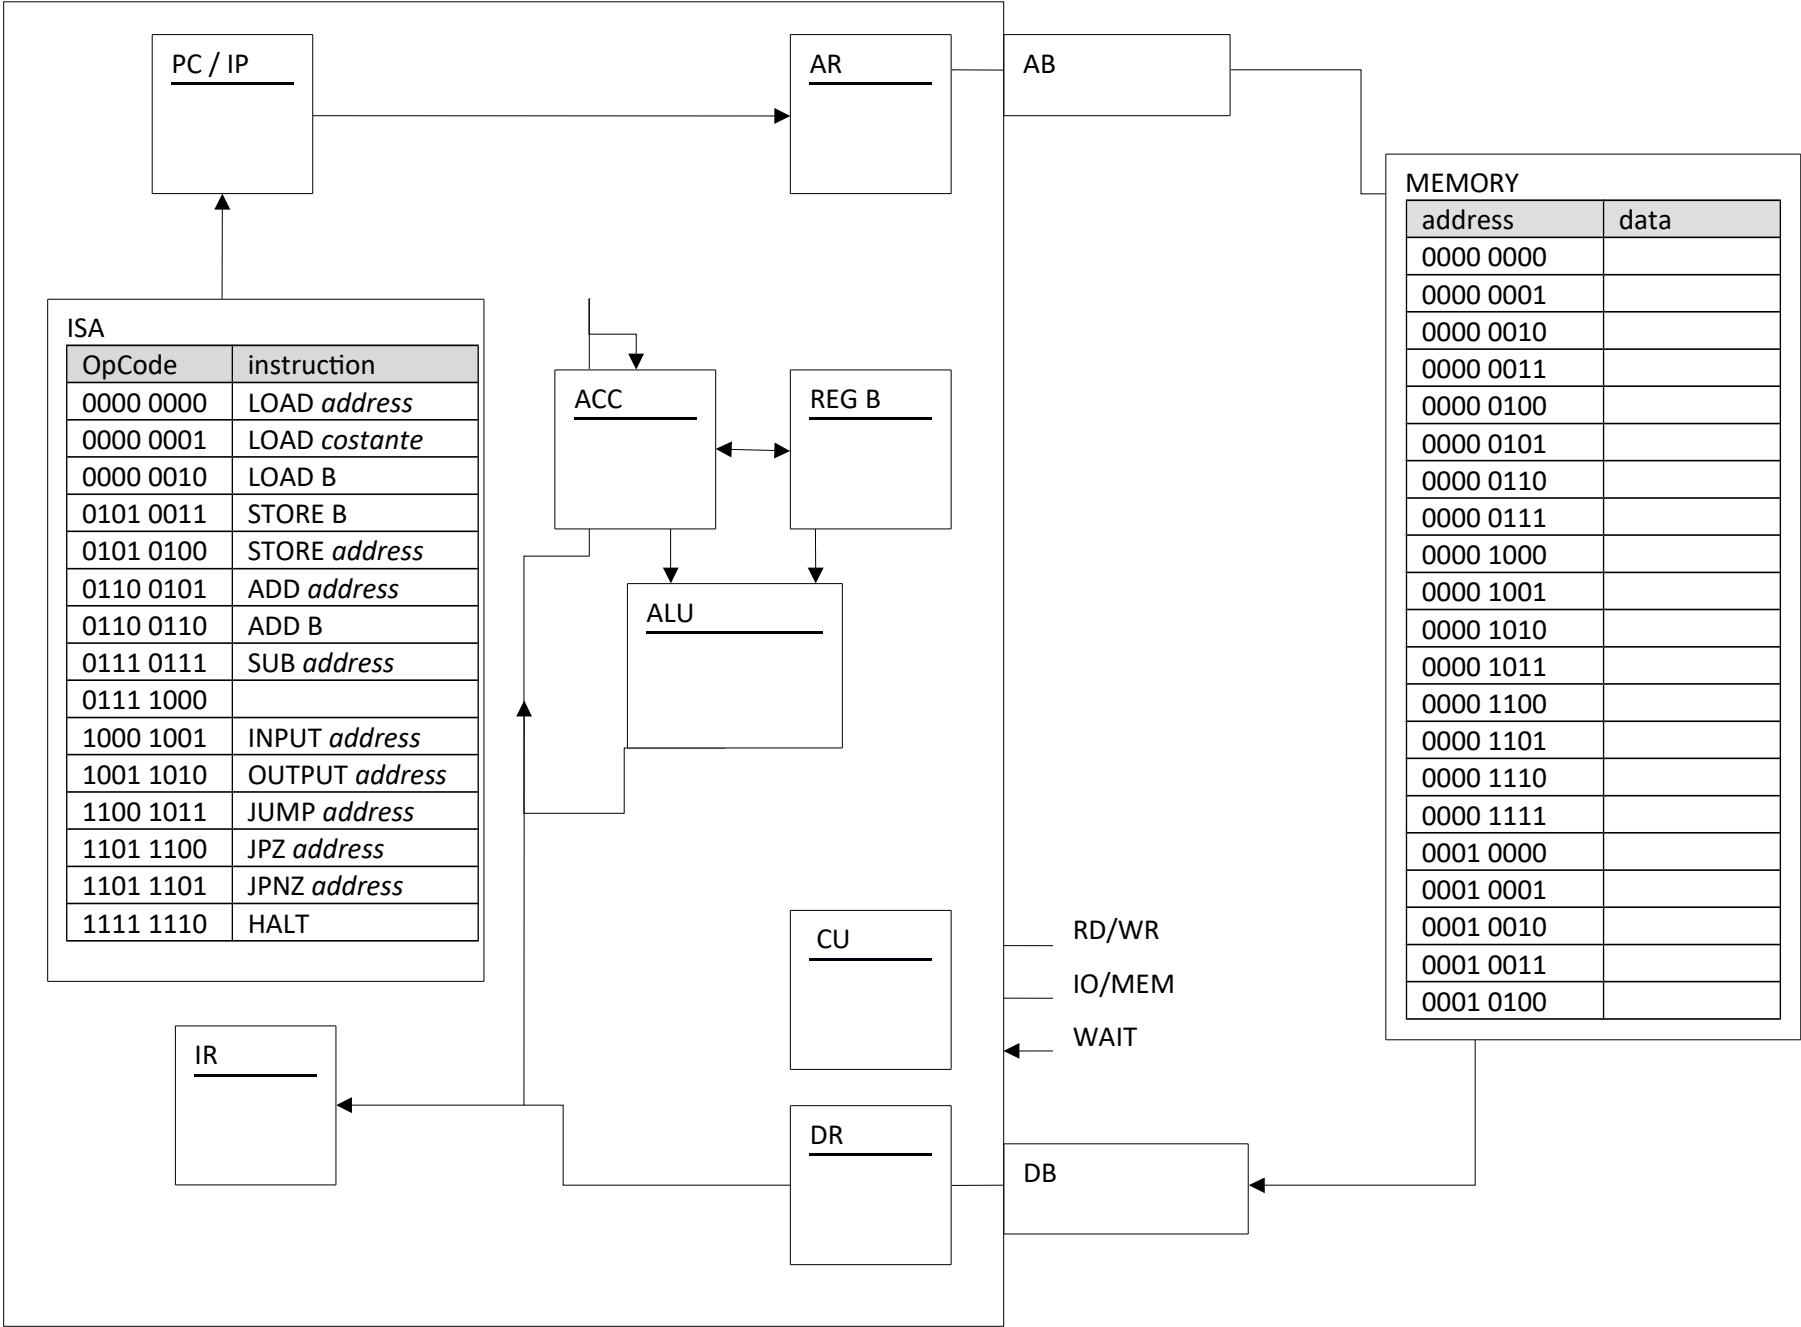 PC / IP
AR
AB
MEMORY
address data
0000 0000
0000 0001
0000 0010
0000 0011
0000 0100
0000 0101
0000 0110
0000 0111
0000 1000
0000 1001
0000 1010
0000 1011
0000 1100
0000 1101
0000 1110
0000 1111
0001 0000
0001 0001
0001 0010
0001 0011
0001 0100
ISA
OpCode instruction
0000 0000 LOAD address
0000 0001 LOAD costante
0000 0010 LOAD B
0101 0011 STORE B
0101 0100 STORE address
0110 0101 ADD address
0110 0110 ADD B
0111 0111 SUB address
0111 1000
1000 1001 INPUT address
1001 1010 OUTPUT address
1100 1011 JUMP address
1101 1100 JPZ address
1101 1101 JPNZ address
1111 1110 HALT
ACC
REG B
ALU
CU
RD/WR
IO/MEM
WAIT
IR
DR
DB